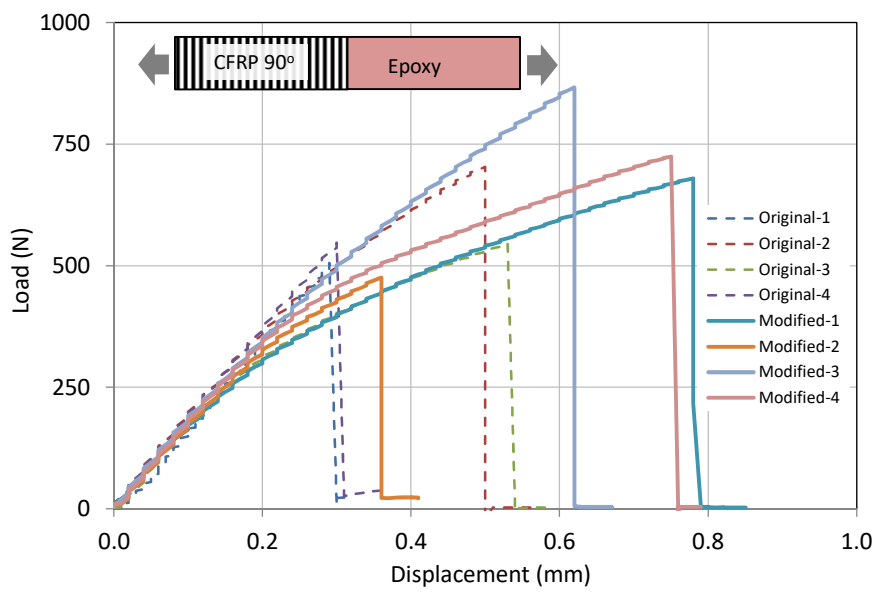 1000
750
500
250
0
Load (N)
CFRP 90º
Epoxy
Original-1
Original-2
Original-3
Original-4
Modified-1
Modified-2
Modified-3
Modified-4
0.0 0.2 0.4 0.6 0.8 1.0
Displacement (mm)